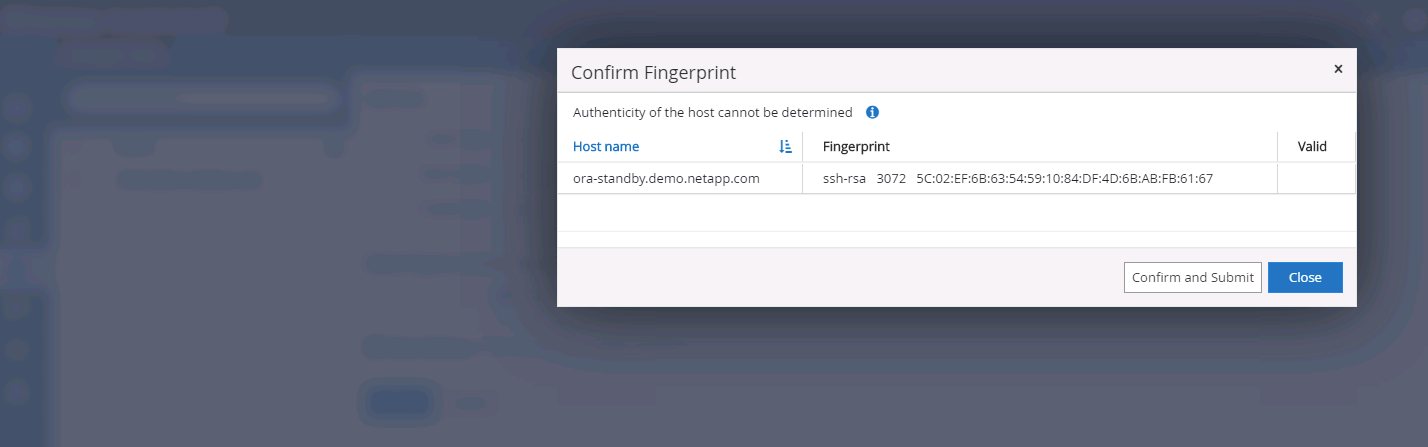 Confirm Fingerprint
×
Authenticity of the host cannot be determined
Host name Fingerprint Valid
ora-standby.demo.netapp.com ssh-rsa 3072 5C:02:EF:6B:63:54:59:10:84:DF:4D:6B:AB:FB:61:67
Confirm and Submit Close